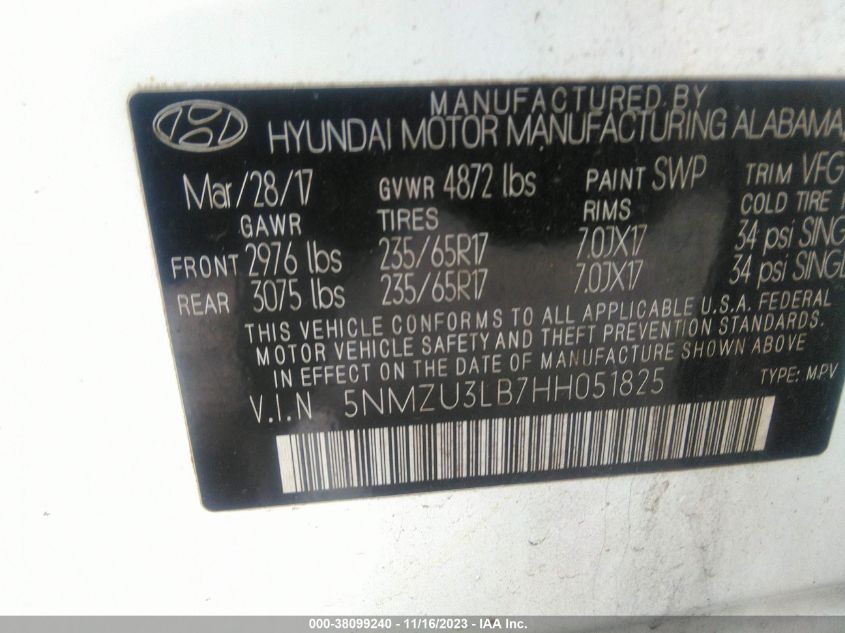 MANUFACTURED BY
HYUNDAI MOTOR MANUFACTURING ALABAMA,
Mar/28/17 GVWR 4872 lbs PAINT SWP TRIM VFG
GAWR TIRES RIMS COLD TIRE
FRONT 2976 lbs 235/65R17 7.0JX17 34 psi SINGL
REAR 3075 lbs 235/65R17 7.0JX17 34 psi SINGL
THIS VEHICLE CONFORMS TO ALL APPLICABLE U.S.A. FEDERAL
MOTOR VEHICLE SAFETY AND THEFT PREVENTION STANDARDS.
IN EFFECT ON THE DATE OF MANUFACTURE SHOWN ABOVE
V.I.N 5NMZU3LB7HH051825 TYPE: M.P.V
000-38099240 - 11/16/2023 - IAA Inc.